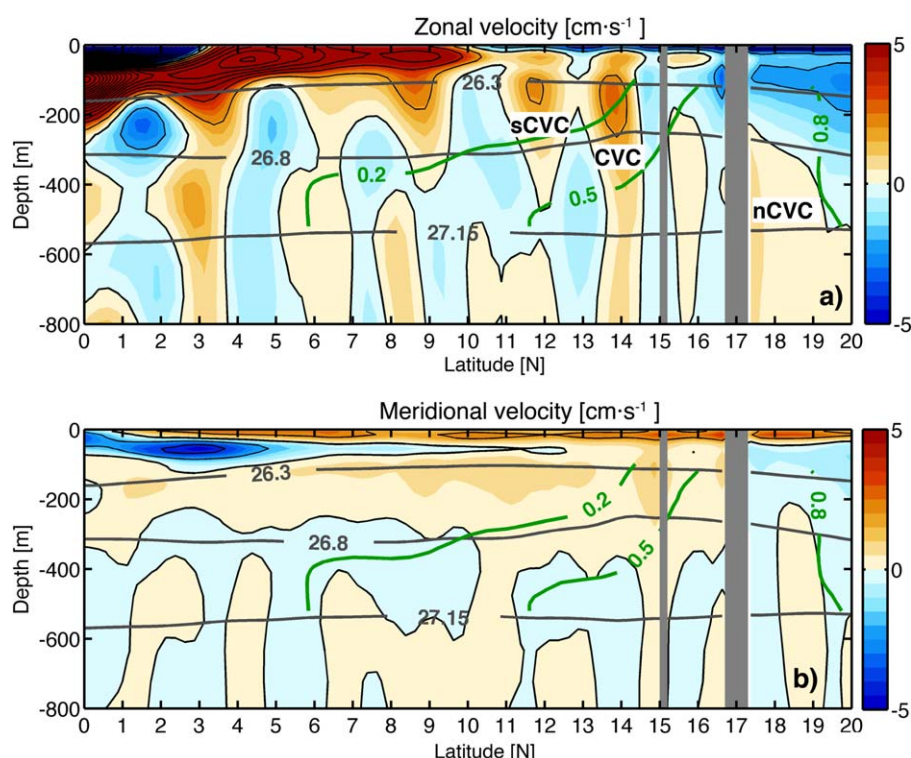 Zonal velocity [cm·s⁻¹ ]
0
-200
-400
-600
-800
Depth [m]
26.3
26.8
27.15
0.2
0.5
0.8
sCVC
CVC
nCVC
a)
5
0
-5
0 1 2 3 4 5 6 7 8 9 10 11 12 13 14 15 16 17 18 19 20
Latitude [N]
Meridional velocity [cm·s⁻¹ ]
0
-200
-400
-600
-800
Depth [m]
26.3
26.8
27.15
0.2
0.5
0.8
b)
5
0
-5
0 1 2 3 4 5 6 7 8 9 10 11 12 13 14 15 16 17 18 19 20
Latitude [N]